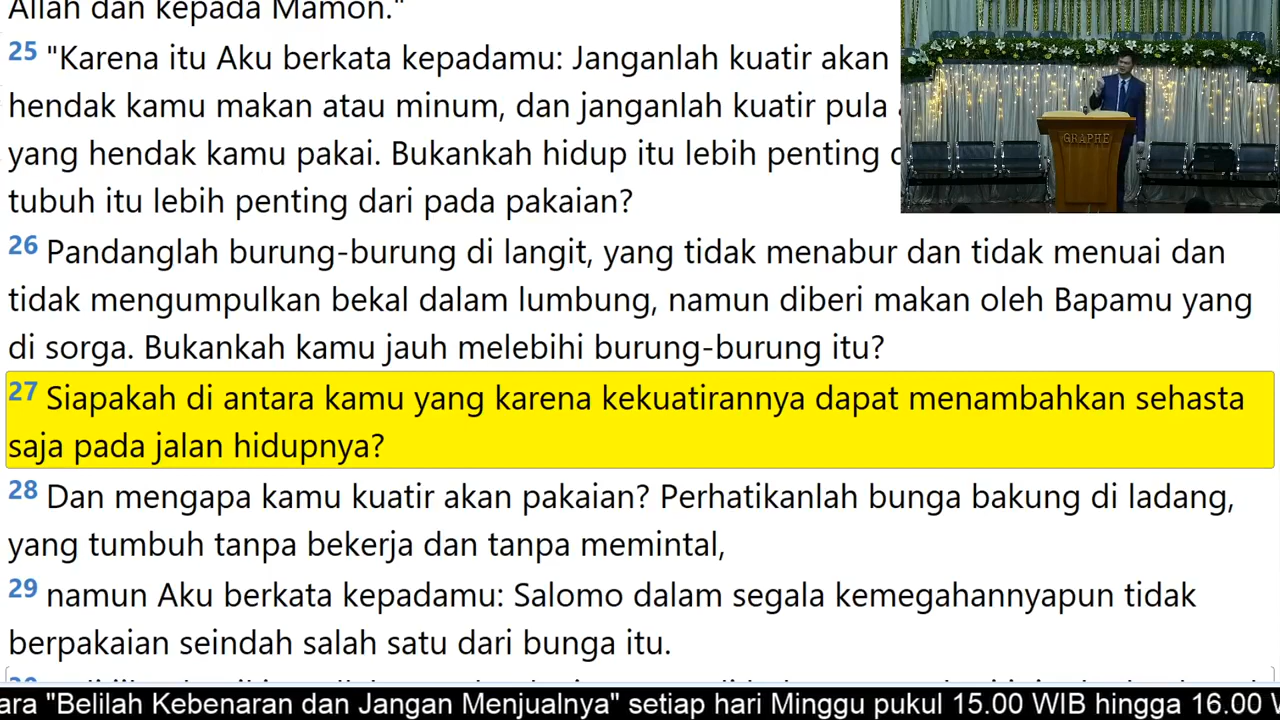 Allah dan kepada Mamon."
25 "Karena itu Aku berkata kepadamu: Janganlah kuatir akan
hendak kamu makan atau minum, dan janganlah kuatir pula
yang hendak kamu pakai. Bukankah hidup itu lebih penting
tubuh itu lebih penting dari pada pakaian?
26 Pandanglah burung-burung di langit, yang tidak menabur dan tidak menuai dan
tidak mengumpulkan bekal dalam lumbung, namun diberi makan oleh Bapamu yang
di sorga. Bukankah kamu jauh melebihi burung-burung itu?
27 Siapakah di antara kamu yang karena kekuatirannya dapat menambahkan sehasta
saja pada jalan hidupnya?
28 Dan mengapa kamu kuatir akan pakaian? Perhatikanlah bunga bakung di ladang,
yang tumbuh tanpa bekerja dan tanpa memintal,
29 namun Aku berkata kepadamu: Salomo dalam segala kemegahannyapun tidak
berpakaian seindah salah satu dari bunga itu.
ara "Belilah Kebenaran dan Jangan Menjualnya" setiap hari Minggu pukul 15.00 WIB hingga 16.00 W
GRAPHE